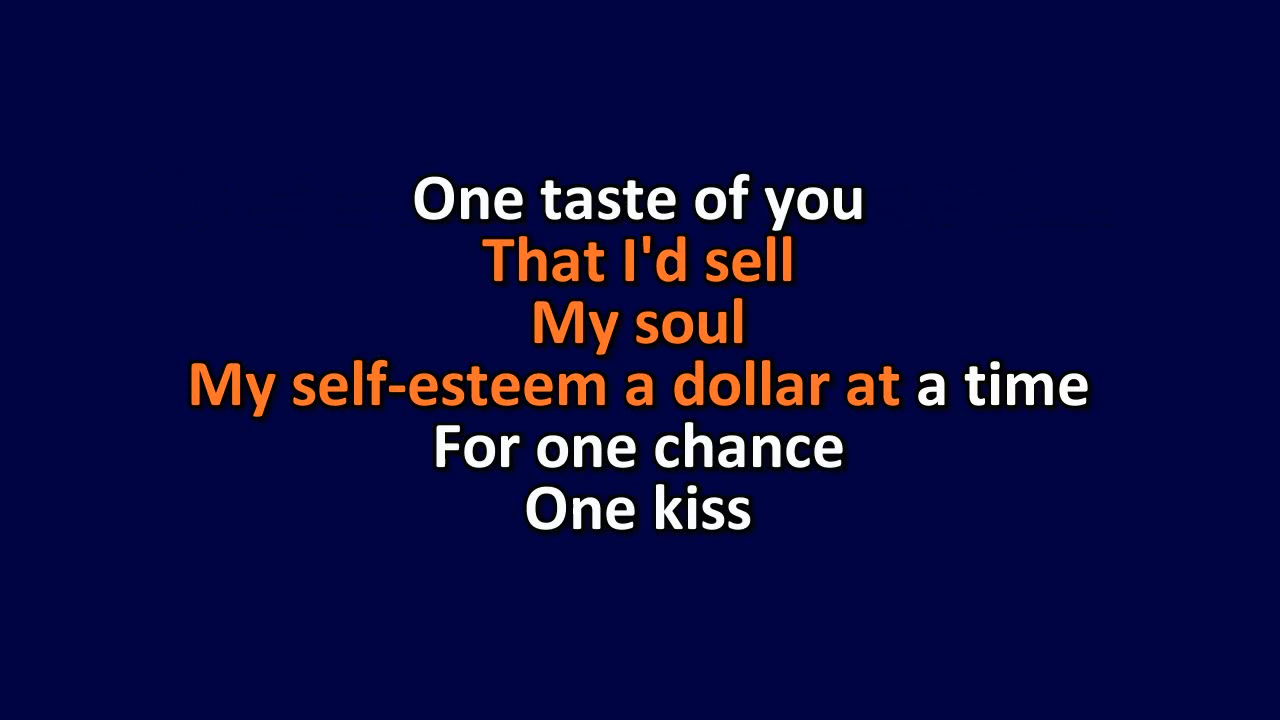 One taste of you
That I'd sell
My soul
My self-esteem a dollar at a time
For one chance
One kiss